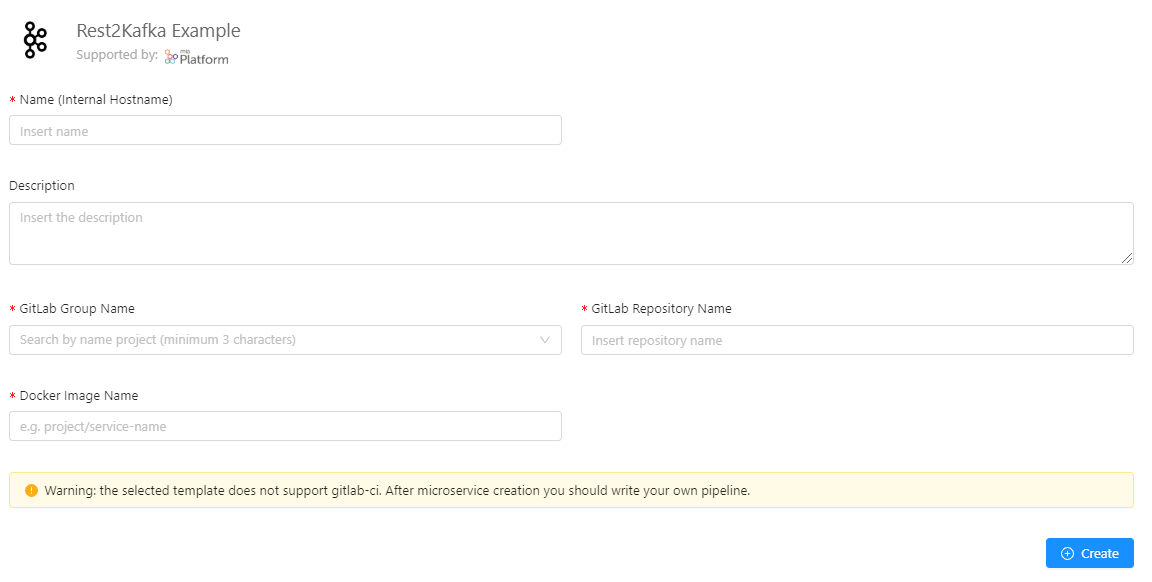 Rest2Kafka Example
Supported by: mia Platform
* Name (Internal Hostname)
Insert name
Description
Insert the description
* GitLab Group Name
Search by name project (minimum 3 characters)
* GitLab Repository Name
Insert repository name
* Docker Image Name
e.g. project/service-name
Warning: the selected template does not support gitlab-ci. After microservice creation you should write your own pipeline.
Create